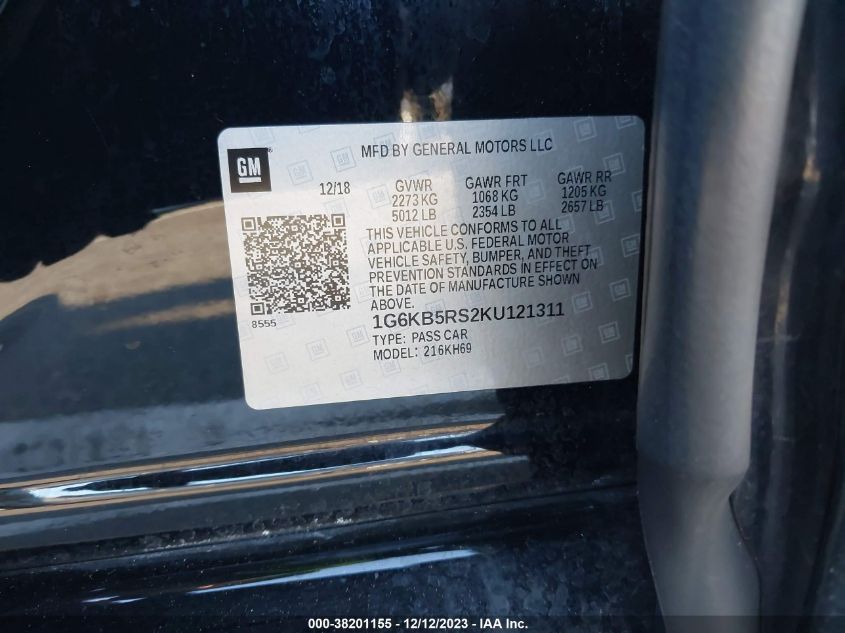 MFD BY GENERAL MOTORS LLC
GM
12/18 GVWR GAWR FRT GAWR RR
2273 KG 1068 KG 1205 KG
5012 LB 2354 LB 2657 LB
THIS VEHICLE CONFORMS TO ALL
APPLICABLE U.S. FEDERAL MOTOR
VEHICLE SAFETY, BUMPER, AND THEFT
PREVENTION STANDARDS IN EFFECT ON
THE DATE OF MANUFACTURE SHOWN
ABOVE.
8555
1G6KB5RS2KU121311
TYPE: PASS CAR
MODEL: 216KH69
000-38201155 - 12/12/2023 - IAA Inc.